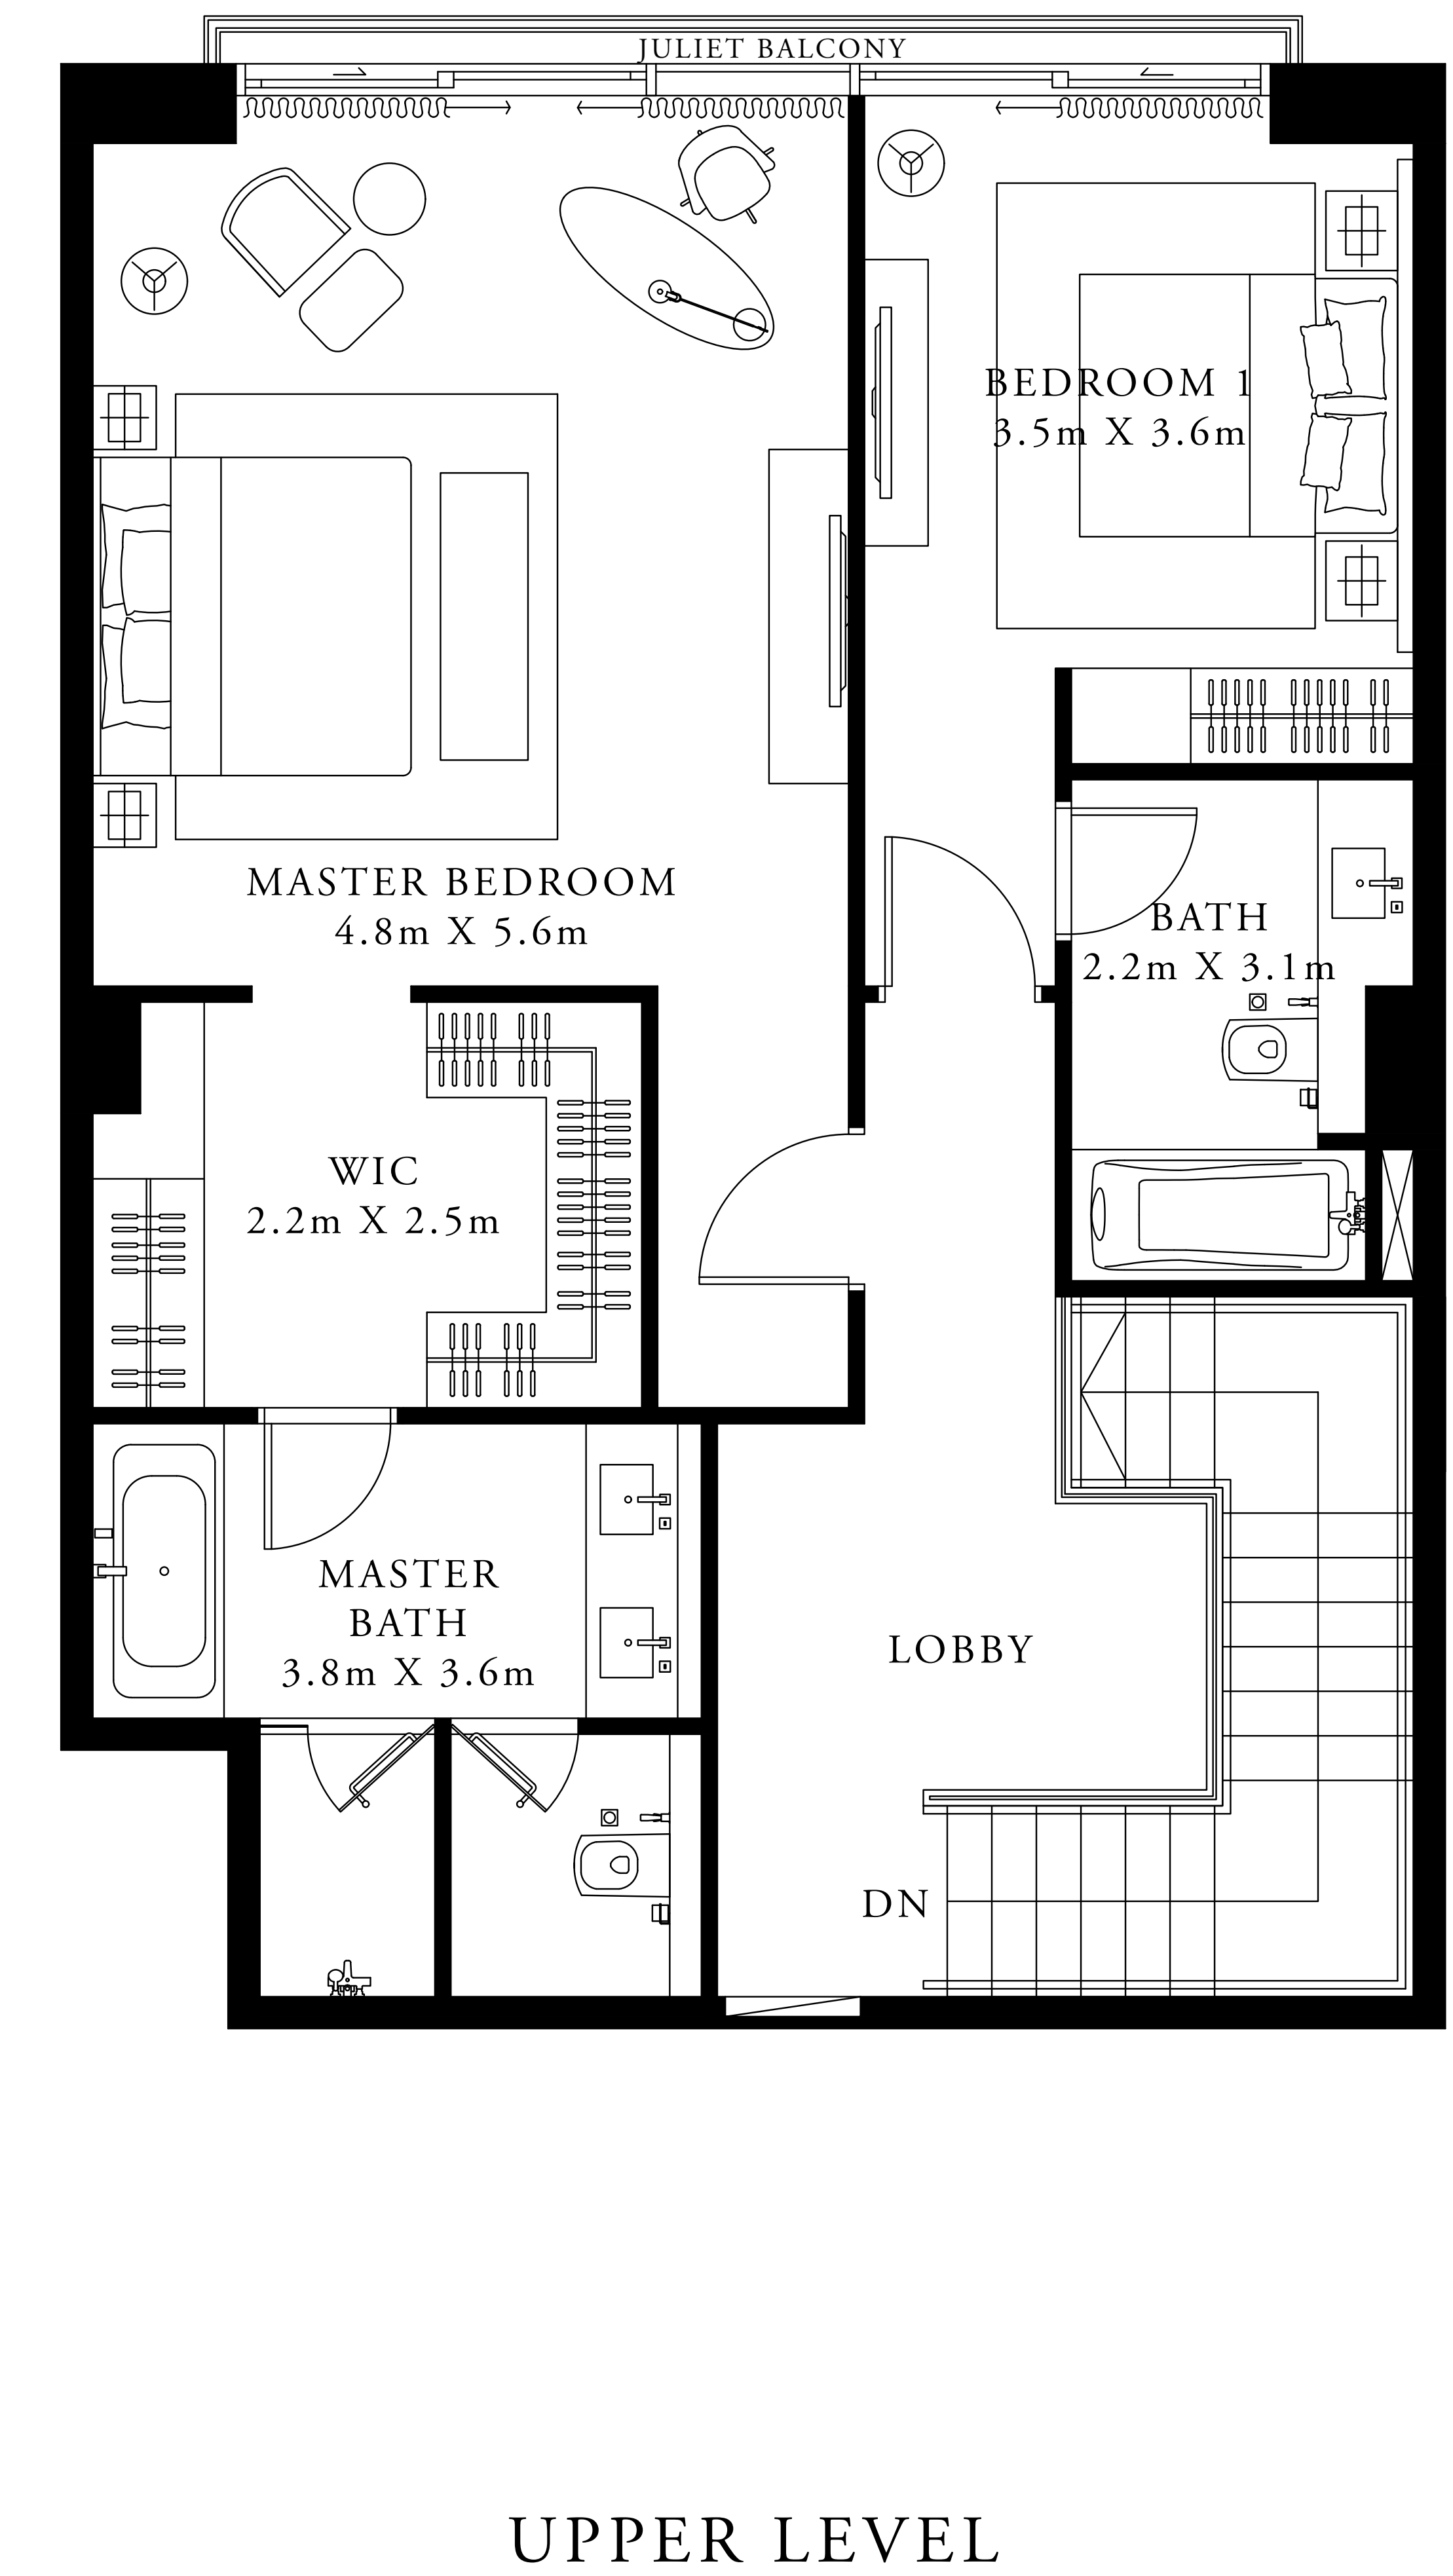 JULIET BALCONY
BEDROOM 1
3.5m X 3.6m
MASTER BEDROOM
4.8m X 5.6m
BATH
2.2m X 3.1m
WIC
2.2m X 2.5m
MASTER
BATH
3.8m X 3.6m
LOBBY
DN
UPPER LEVEL